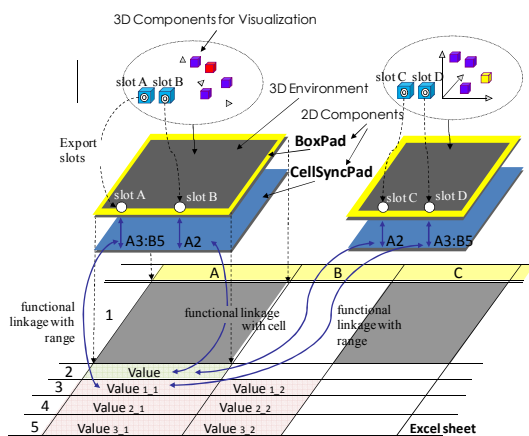 3D Components for Visualization
slot A slot B
slot C slot D
3D Environment
2D Components
Export
slots
BoxPad
CellSyncPad
slot A
slot B
slot C
slot D
A3:B5
A2
A2
A3:B5
A
B
C
functional
linkage with
range
1
functional linkage
with cell
functional
linkage with
range
2
Value
3
Value 1_1
Value 1_2
4
Value 2_1
Value 2_2
5
Value 3_1
Value 3_2
Excel sheet